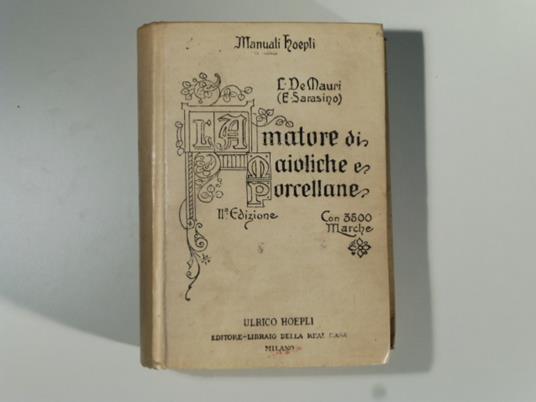 Manuali Hoepli
L. De Mauri
(E. Sarasino)
L'Amatore di
Maioliche e
Porcellane
IIª Edizione
Con 3500
Marche
ULRICO HOEPLI
EDITORE-LIBRAIO DELLA REAL CASA
MILANO